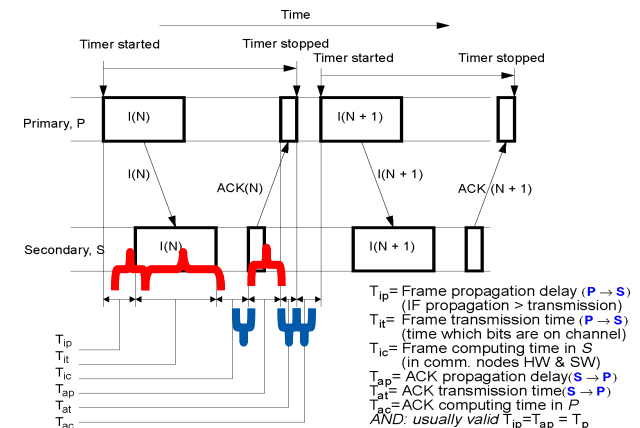 Time
Timer started
Timer stopped
Timer started
Timer stopped
Primary, P
I(N)
I(N + 1)
I(N)
ACK(N)
I(N + 1)
ACK (N + 1)
Secondary, S
I(N)
I(N + 1)
Tip
Tit
Tic
Tap
Tat
Tac
Tip= Frame propagation delay (P → S)
(IF propagation > transmission)
Tit= Frame transmission time (P → S)
(time which bits are on channel)
Tic= Frame computing time in S
(in comm. nodes HW & SW)
Tap= ACK propagation delay(S → P)
Tat= ACK transmission time(S → P)
Tac=ACK computing time in P
AND: usually valid Tip=Tap = Tp